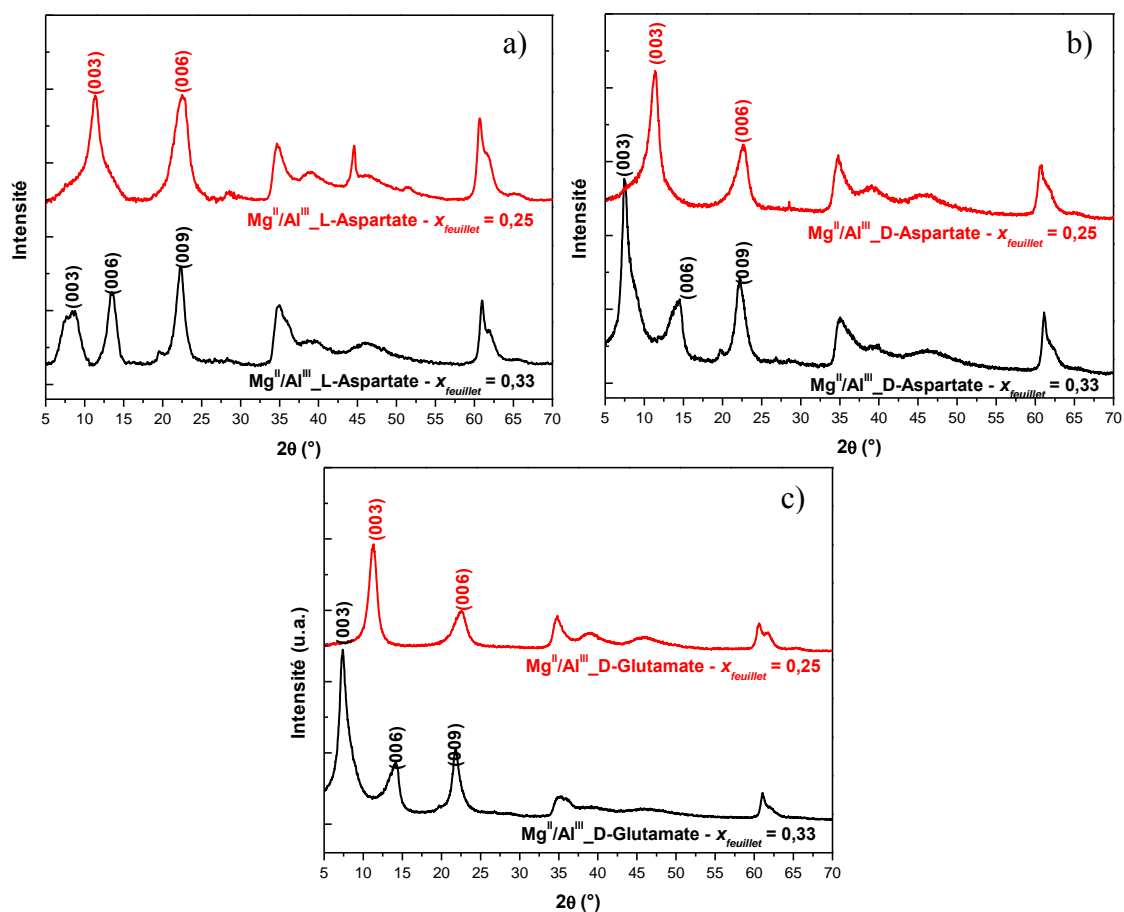 a)
Intensité
(003)
(006)
Mg^II/Al^III_L-Aspartate - x_feuillet = 0,25
(003)
(006)
(009)
Mg^II/Al^III_L-Aspartate - x_feuillet = 0,33
5 10 15 20 25 30 35 40 45 50 55 60 65 70
2θ (°)
b)
Intensité
(003)
(003)
(006)
Mg^II/Al^III_D-Aspartate - x_feuillet = 0,25
(006)
(009)
Mg^II/Al^III_D-Aspartate - x_feuillet = 0,33
5 10 15 20 25 30 35 40 45 50 55 60 65 70
2θ (°)
c)
Intensité (u.a.)
(003)
(006)
Mg^II/Al^III_D-Glutamate - x_feuillet = 0,25
(003)
(006)
(009)
Mg^II/Al^III_D-Glutamate - x_feuillet = 0,33
5 10 15 20 25 30 35 40 45 50 55 60 65 70
2θ (°)